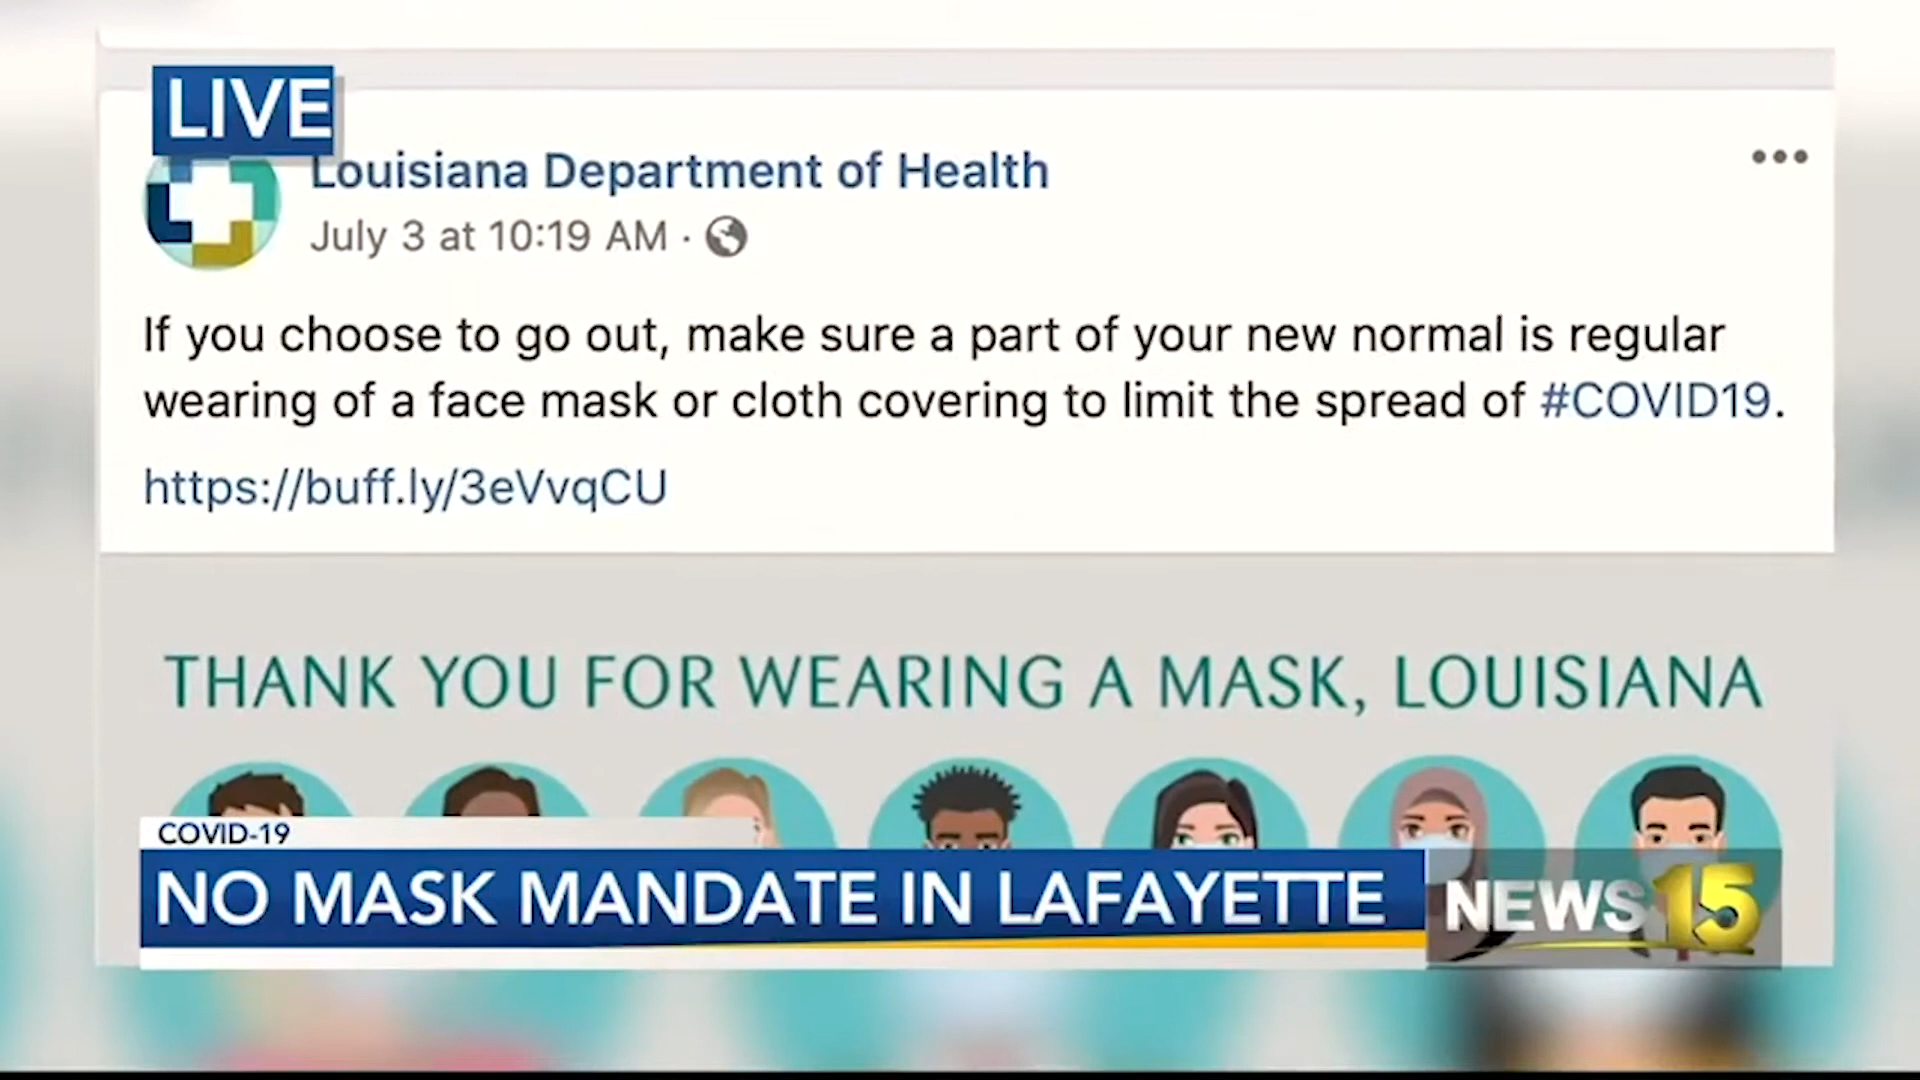 LIVE
Louisiana Department of Health
July 3 at 10:19 AM ·
If you choose to go out, make sure a part of your new normal is regular
wearing of a face mask or cloth covering to limit the spread of #COVID19.
https://buff.ly/3eVvqCU
THANK YOU FOR WEARING A MASK, LOUISIANA
COVID-19
NO MASK MANDATE IN LAFAYETTE
NEWS 15